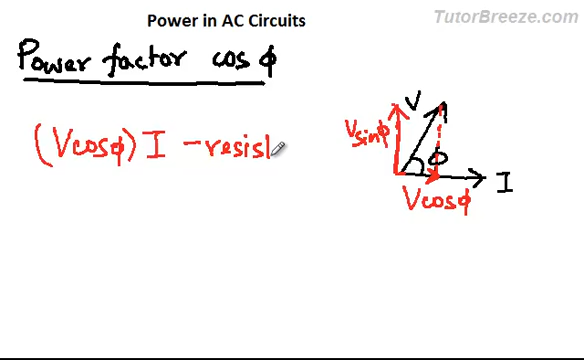 TutorBreeze.com
Power in AC Circuits
Power factor cos ϕ
(Vcosϕ) I –resis
V
Vsinϕ
ϕ
I
Vcosϕ